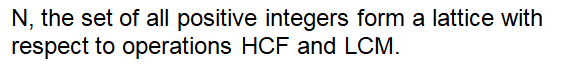 N, the set of all positive integers form a lattice with
respect to operations HCF and LCM.